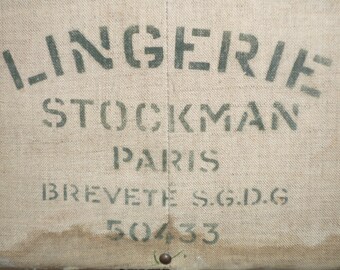 LINGERIE
STOCKMAN
PARIS
BREVETÉ S.G.D.G
50433